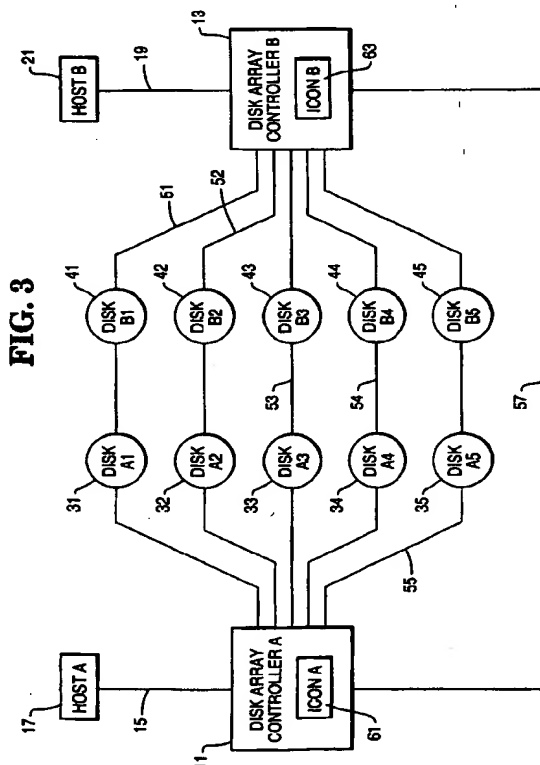 FIG. 3
17
HOST A
15
11
DISK ARRAY
CONTROLLER A
ICON A
61
31
DISK
A1
32
DISK
A2
33
DISK
A3
34
DISK
A4
35
DISK
A5
41
DISK
B1
42
DISK
B2
43
DISK
B3
44
DISK
B4
45
DISK
B5
51
52
53
54
55
57
21
HOST B
19
13
DISK ARRAY
CONTROLLER B
ICON B
63